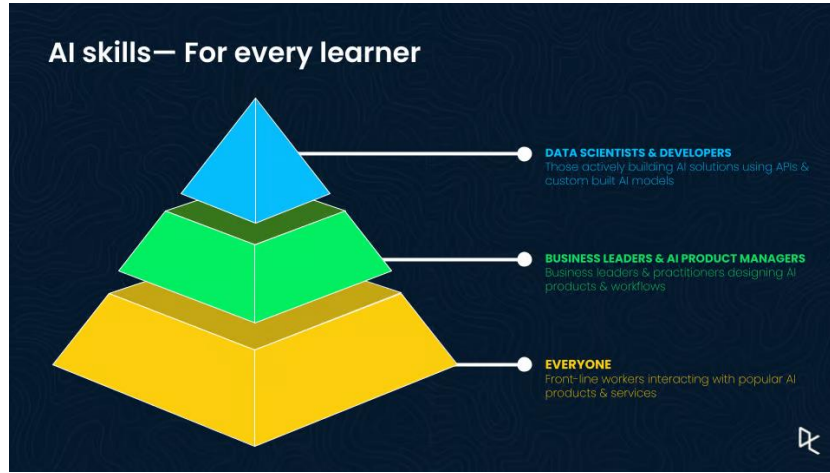 AI skills— For every learner
DATA SCIENTISTS & DEVELOPERS
Those actively building AI solutions using APIs &
custom built AI models
BUSINESS LEADERS & AI PRODUCT MANAGERS
Business leaders & practitioners designing AI
products & workflows
EVERYONE
Front-line workers interacting with popular AI
products & services